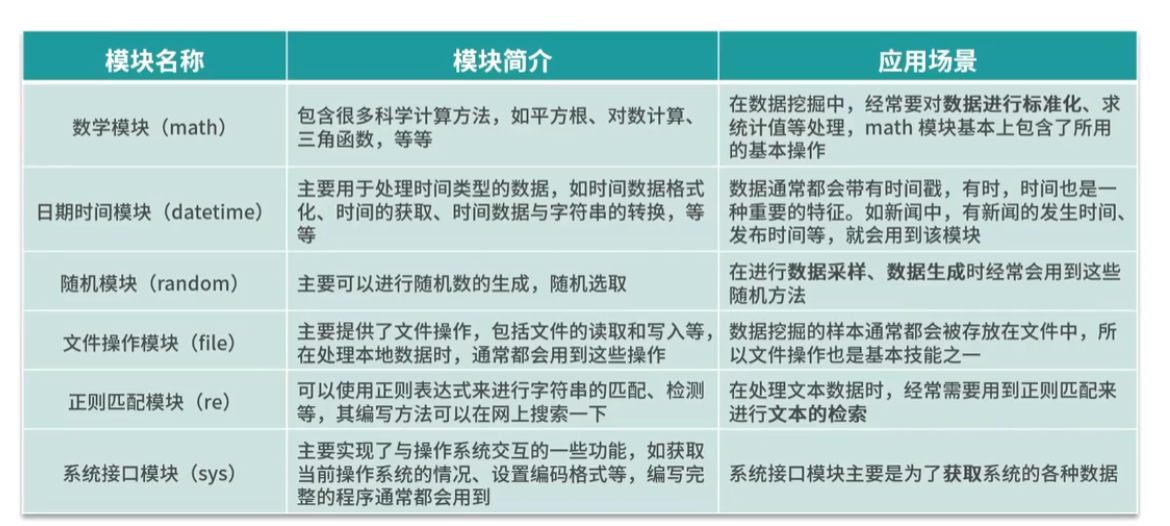 模块名称
模块简介
应用场景
数学模块（math）
包含很多科学计算方法，如平方根、对数计算、
三角函数，等等
在数据挖掘中，经常要对数据进行标准化、求
统计值等处理，math 模块基本上包含了所用
的基本操作
日期时间模块（datetime）
主要用于处理时间类型的数据，如时间数据格式
化、时间的获取、时间数据与字符串的转换，等
等
数据通常都会带有时间戳，有时，时间也是一
种重要的特征。如新闻中，有新闻的发生时间、
发布时间等，就会用到该模块
随机模块（random）
主要可以进行随机数的生成，随机选取
在进行数据采样、数据生成时经常会用到这些
随机方法
文件操作模块（file）
主要提供了文件操作，包括文件的读取和写入等，
在处理本地数据时，通常都会用到这些操作
数据挖掘的样本通常都会被存放在文件中，所
以文件操作也是基本技能之一
正则匹配模块（re）
可以使用正则表达式来进行字符串的匹配、检测
等，其编写方法可以在网上搜索一下
在处理文本数据时，经常需要用到正则匹配来
进行文本的检索
系统接口模块（sys）
主要实现了与操作系统交互的一些功能，如获取
当前操作系统的情况、设置编码格式等，编写完
整的程序通常都会用到
系统接口模块主要是为了获取系统的各种数据